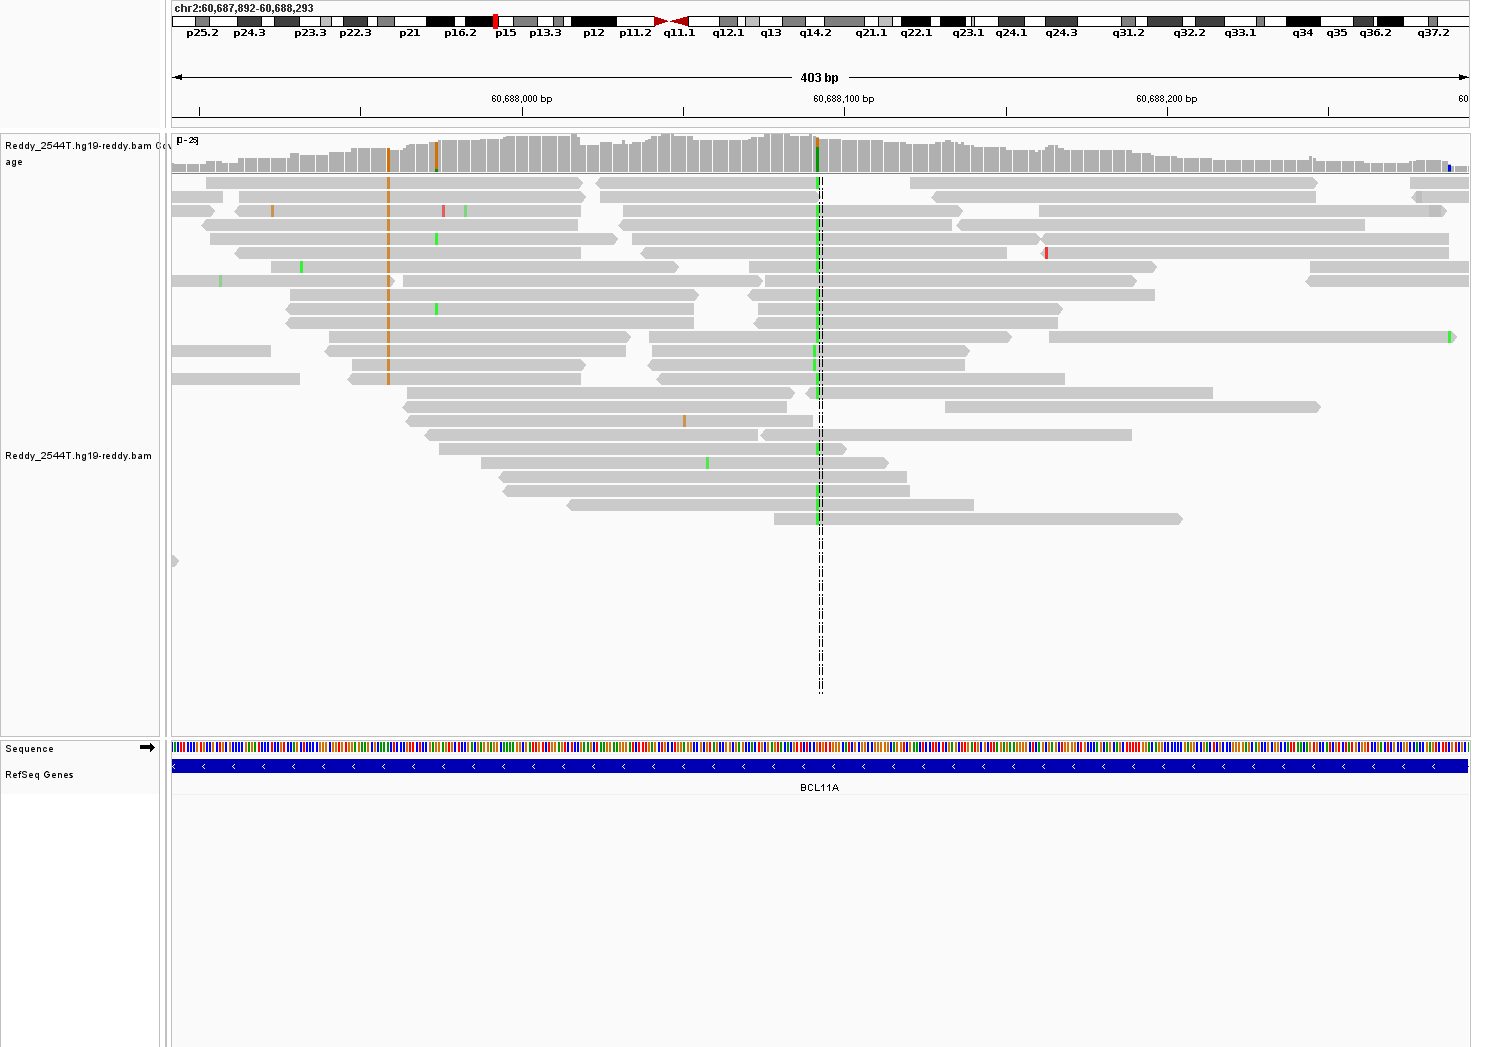 chr2:60,687,892-60,688,293
p25.2 p24.3 p23.3 p22.3 p21 p16.2 p15 p13.3 p12 p11.2 q11.1 q12.1 q13 q14.2 q21.1 q22.1 q23.1 q24.1 q24.3 q31.2 q32.2 q33.1 q34 q35 q36.2 q37.2
403 bp
60,688,000 bp 60,688,100 bp 60,688,200 bp 60
Reddy_2544T.hg19-reddy.bam Cov
age
Reddy_2544T.hg19-reddy.bam
Sequence
RefSeq Genes
BCL11A